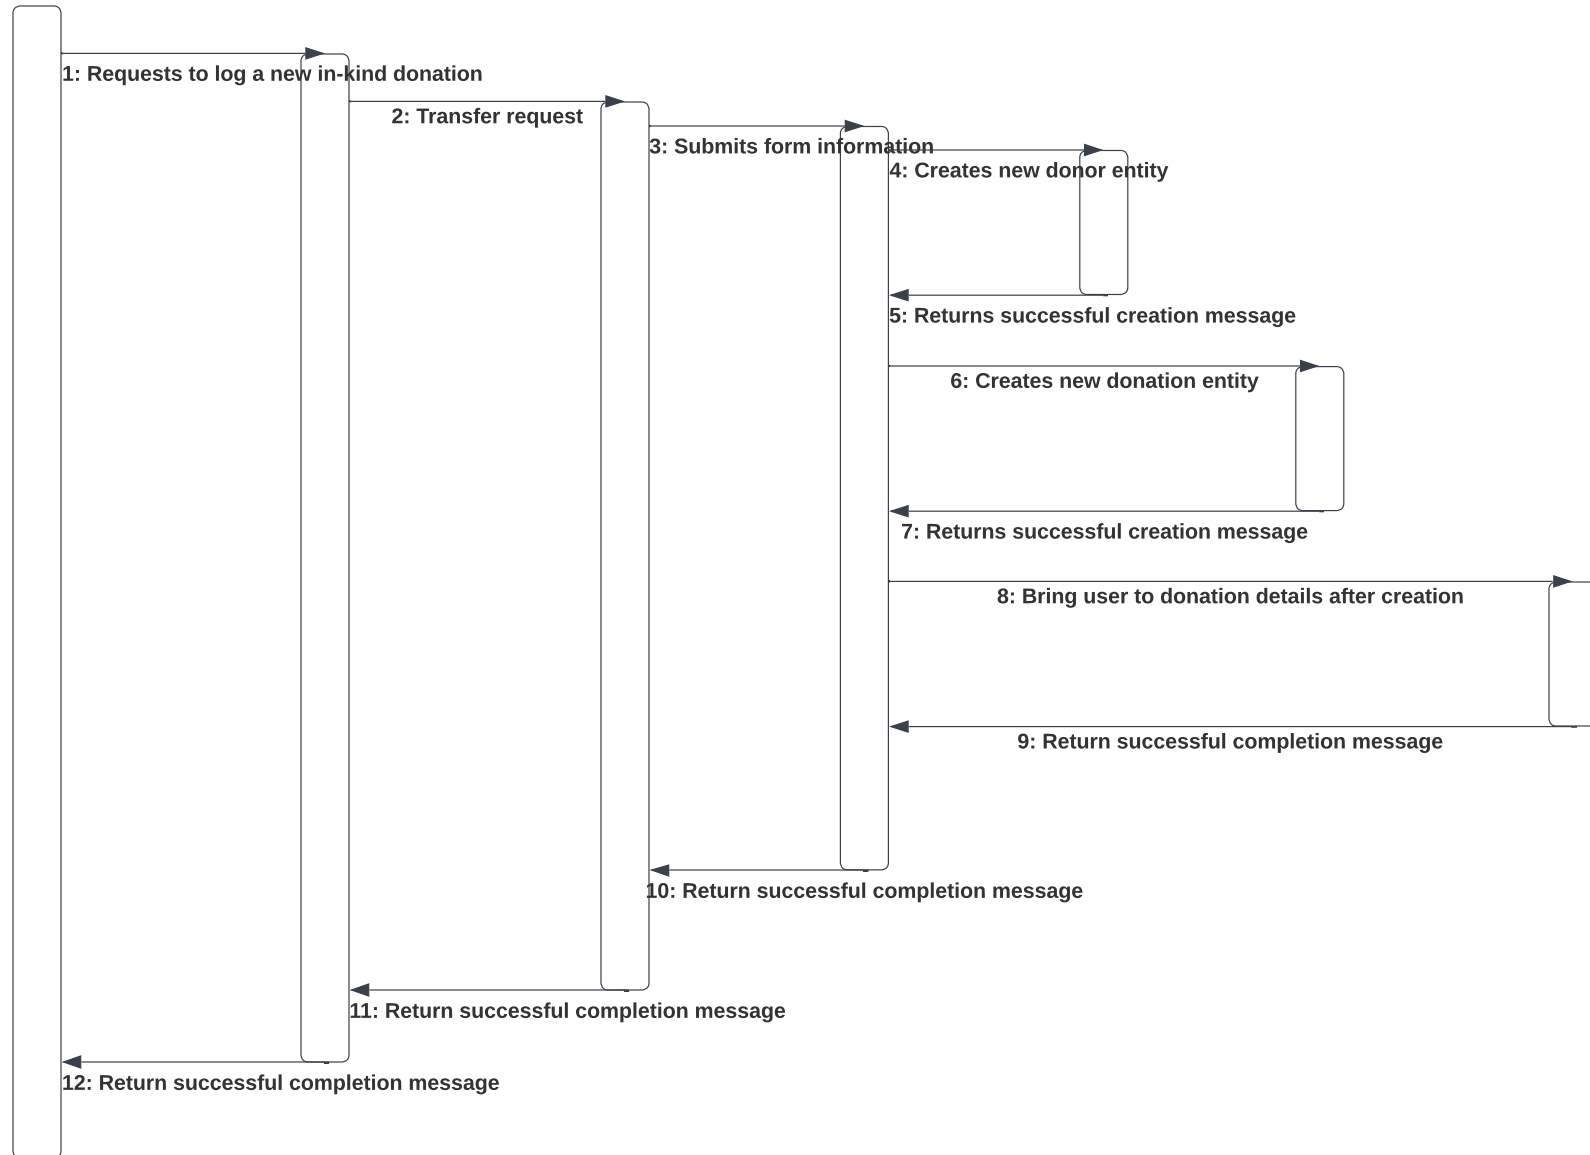 1: Requests to log a new in-kind donation
2: Transfer request
3: Submits form information
4: Creates new donor entity
5: Returns successful creation message
6: Creates new donation entity
7: Returns successful creation message
8: Bring user to donation details after creation
9: Return successful completion message
10: Return successful completion message
11: Return successful completion message
12: Return successful completion message